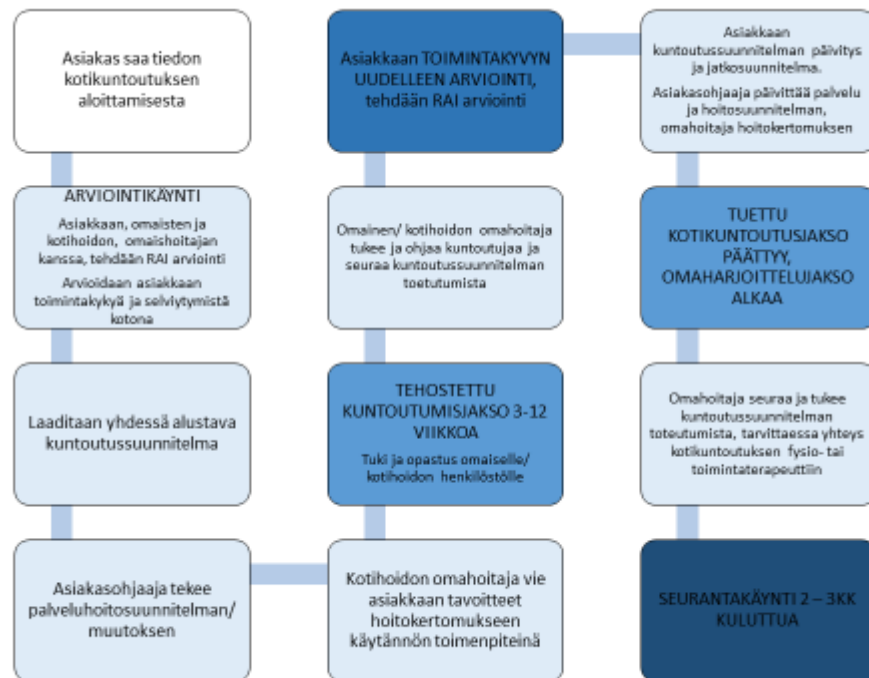 Asiakas saa tiedon
kotikuntoutuksen
aloittamisesta
ARVIOINTIKÄYNTI
Asiakkaan, omaisten ja
kotihoidon, omaishoitajan
kanssa, tehdään RAI arviointi
Arvioidaan asiakkaan
toimintakykyä ja selviytymistä
kotona
Laaditaan yhdessä alustava
kuntoutussuunnitelma
Asiakasohjaaja tekee
palveluhoitosuunnitelman/
muutoksen
Kotihoidon omahoitaja vie
asiakkaan tavoitteet
hoitokertomukseen
käytännön toimenpiteinä
TEHOSTETTU
KUNTOUTUMISJAKSO 3-12
VIIKKOA
Tuki ja opastus omaiselle/
kotihoidon henkilöstölle
Omainen/ kotihoidon omahoitaja
tukee ja ohjaa kuntoutujaa ja
seuraa kuntoutussuunnitelman
toetutumista
Asiakkaan TOIMINTAKYVYN
UUDELLEEN ARVIOINTI,
tehdään RAI arviointi
Asiakkaan
kuntoutussuunnitelman päivitys
ja jatkosuunnitelma.
Asiakasohjaaja päivittää palvelu
ja hoitosuunnitelman,
omahoitaja hoitokertomuksen
TUETTU
KOTIKUNTOUTUSJAKSO
PÄÄTTYY,
OMAHARJOITTELUJAKSO
ALKAA
Omahoitaja seuraa ja tukee
kuntoutussuunnitelman
toteutumista, tarvittaessa yhteys
kotikuntoutuksen fysio- tai
toimintaterapeuttiin
SEURANTAKÄYNTI 2 – 3KK
KULUTTUA